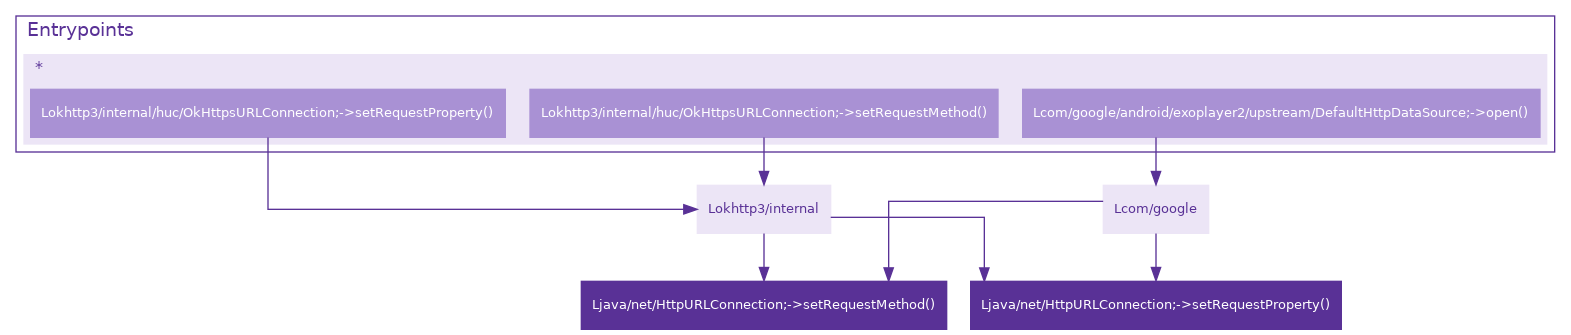 Entrypoints
*
Lokhttp3/internal/huc/OkHttpsURLConnection;->setRequestProperty()
Lokhttp3/internal/huc/OkHttpsURLConnection;->setRequestMethod()
Lcom/google/android/exoplayer2/upstream/DefaultHttpDataSource;->open()
Lokhttp3/internal
Lcom/google
Ljava/net/HttpURLConnection;->setRequestMethod()
Ljava/net/HttpURLConnection;->setRequestProperty()